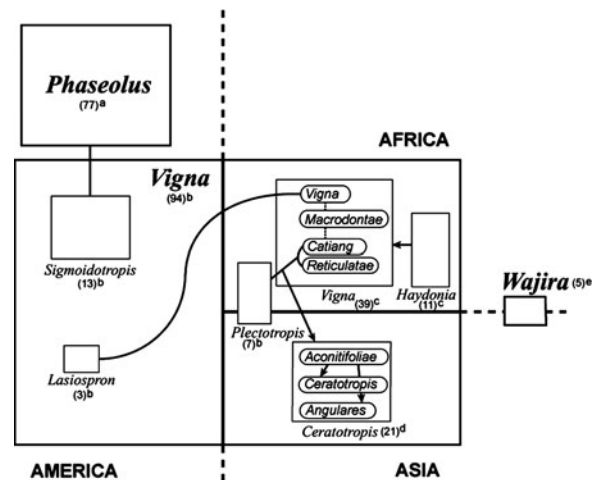 Phaseolus
(77)a
AFRICA
Vigna
(94)b
Vigna
Macrodontae
Catiang
Reticulatae
Sigmoidotropis
(13)b
Vigna(39)c
Haydonia
(11)c
Wajira(5)e
Plectotropis
(7)b
Lasiospron
(3)b
Aconitifoliae
Ceratotropis
Angulares
Ceratotropis(21)d
AMERICA
ASIA